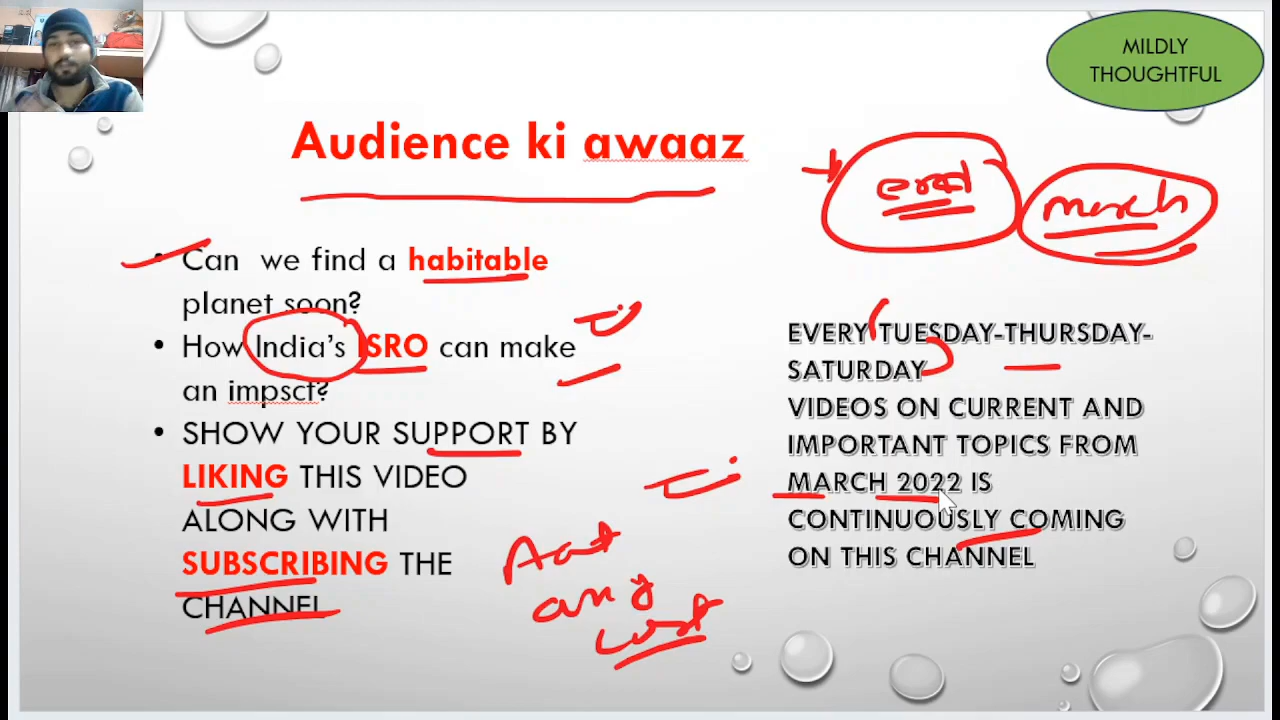 MILDLY
THOUGHTFUL
Audience ki awaaz
march
• Can we find a habitable
planet soon?
• How India's ISRO can make
an impsct?
• SHOW YOUR SUPPORT BY
LIKING THIS VIDEO
ALONG WITH
SUBSCRIBING THE
CHANNEL
EVERY TUESDAY-THURSDAY-
SATURDAY
VIDEOS ON CURRENT AND
IMPORTANT TOPICS FROM
MARCH 2022 IS
CONTINUOUSLY COMING
ON THIS CHANNEL
any
cost